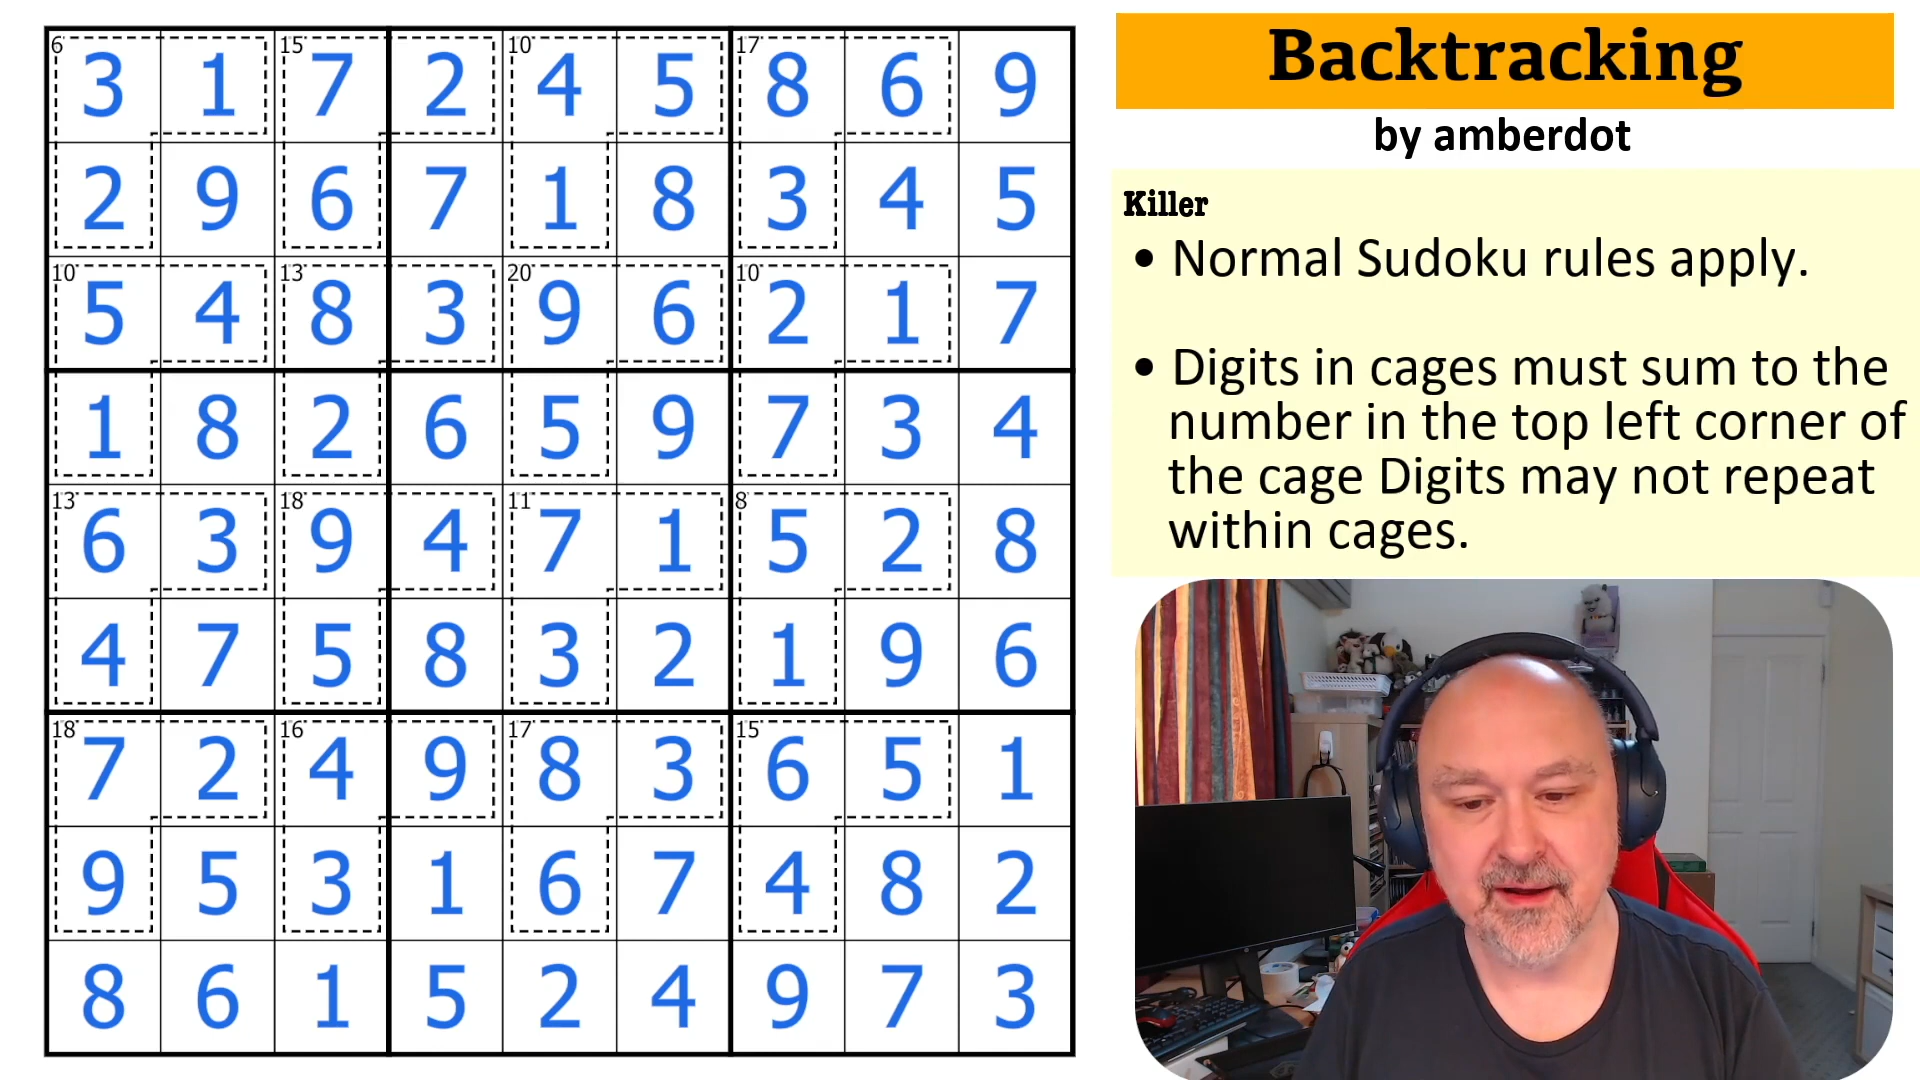 Backtracking
by amberdot
Killer
• Normal Sudoku rules apply.
• Digits in cages must sum to the
number in the top left corner of
the cage Digits may not repeat
within cages.
6 15 10 17
3 1 7 2 4 5 8 6 9
2 9 6 7 1 8 3 4 5
10 13 20 10
5 4 8 3 9 6 2 1 7
1 8 2 6 5 9 7 3 4
13 18 11 8
6 3 9 4 7 1 5 2 8
4 7 5 8 3 2 1 9 6
18 16 17 15
7 2 4 9 8 3 6 5 1
9 5 3 1 6 7 4 8 2
8 6 1 5 2 4 9 7 3